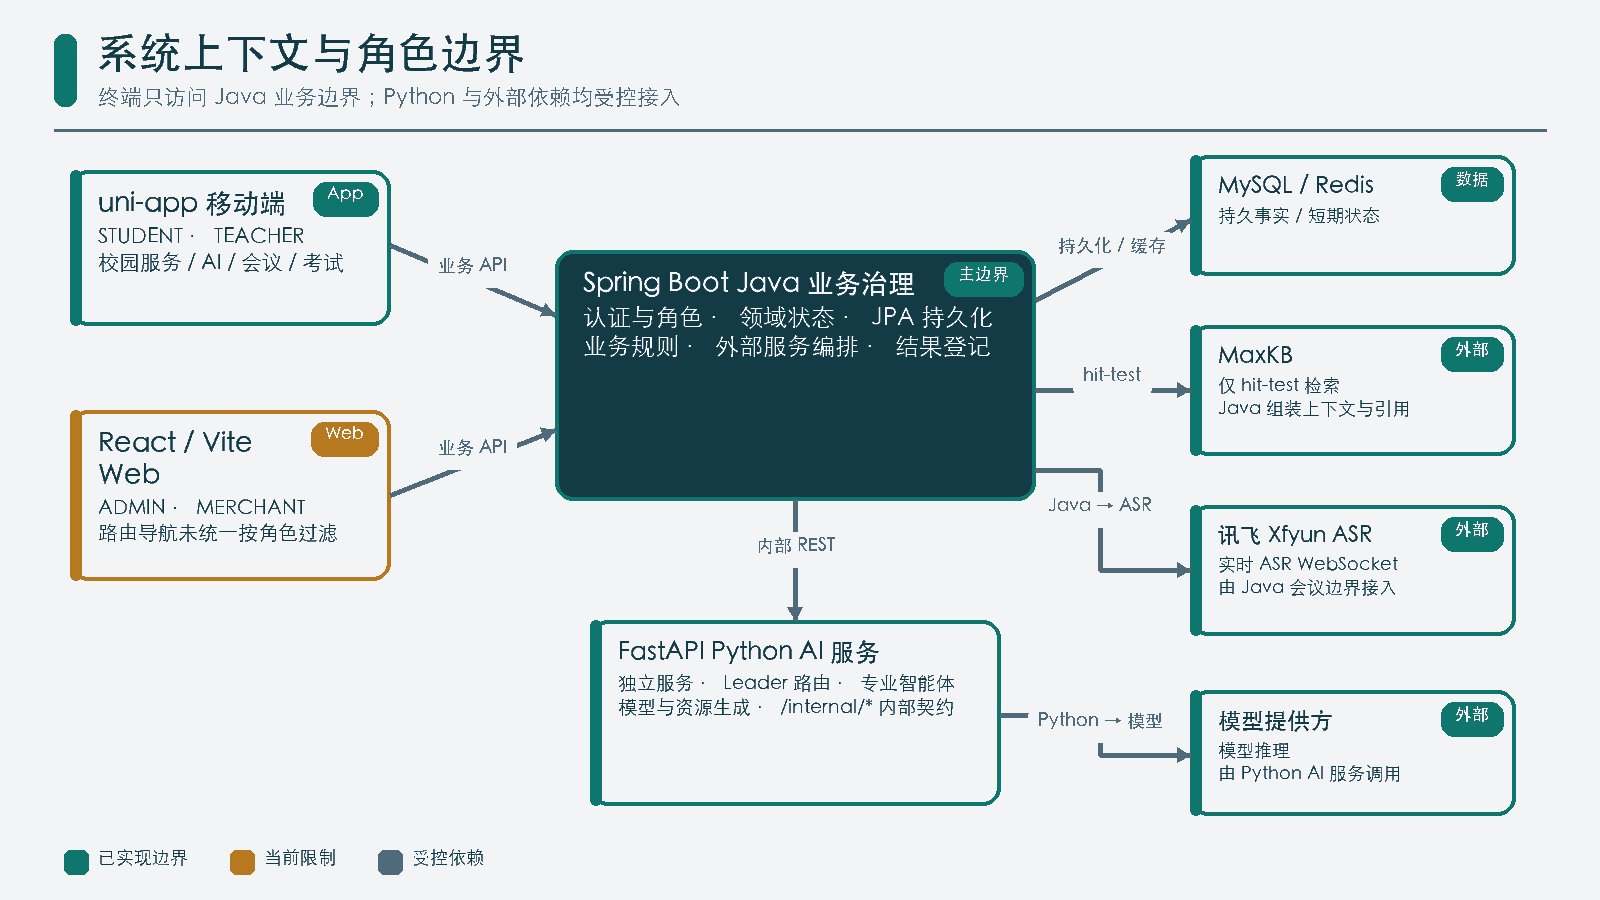 系统上下文与角色边界
终端只访问 Java 业务边界；Python 与外部依赖均受控接入
uni-app 移动端
App
STUDENT · TEACHER
校园服务 / AI / 会议 / 考试
业务 API
React / Vite
Web
Web
ADMIN · MERCHANT
路由导航未统一按角色过滤
业务 API
Spring Boot Java 业务治理
主边界
认证与角色 · 领域状态 · JPA 持久化
业务规则 · 外部服务编排 · 结果登记
内部 REST
FastAPI Python AI 服务
独立服务 · Leader 路由 · 专业智能体
模型与资源生成 · /internal/* 内部契约
持久化 / 缓存
MySQL / Redis
数据
持久事实 / 短期状态
hit-test
MaxKB
外部
仅 hit-test 检索
Java 组装上下文与引用
Java → ASR
讯飞 Xfyun ASR
外部
实时 ASR WebSocket
由 Java 会议边界接入
Python → 模型
模型提供方
外部
模型推理
由 Python AI 服务调用
已实现边界
当前限制
受控依赖